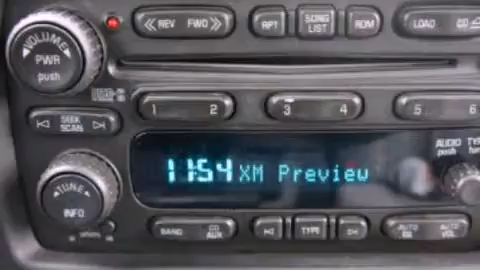 REV FWD
RPT SONG LIST RDM
LOAD CD
VOLUME
PWR
push
1 2 3 4 5 6
SEEK
SCAN
11:54 XM Preview
AUDIO
push
TUNE
INFO
BAND CD AUX TYPE AUTO EQ AUTO VOL